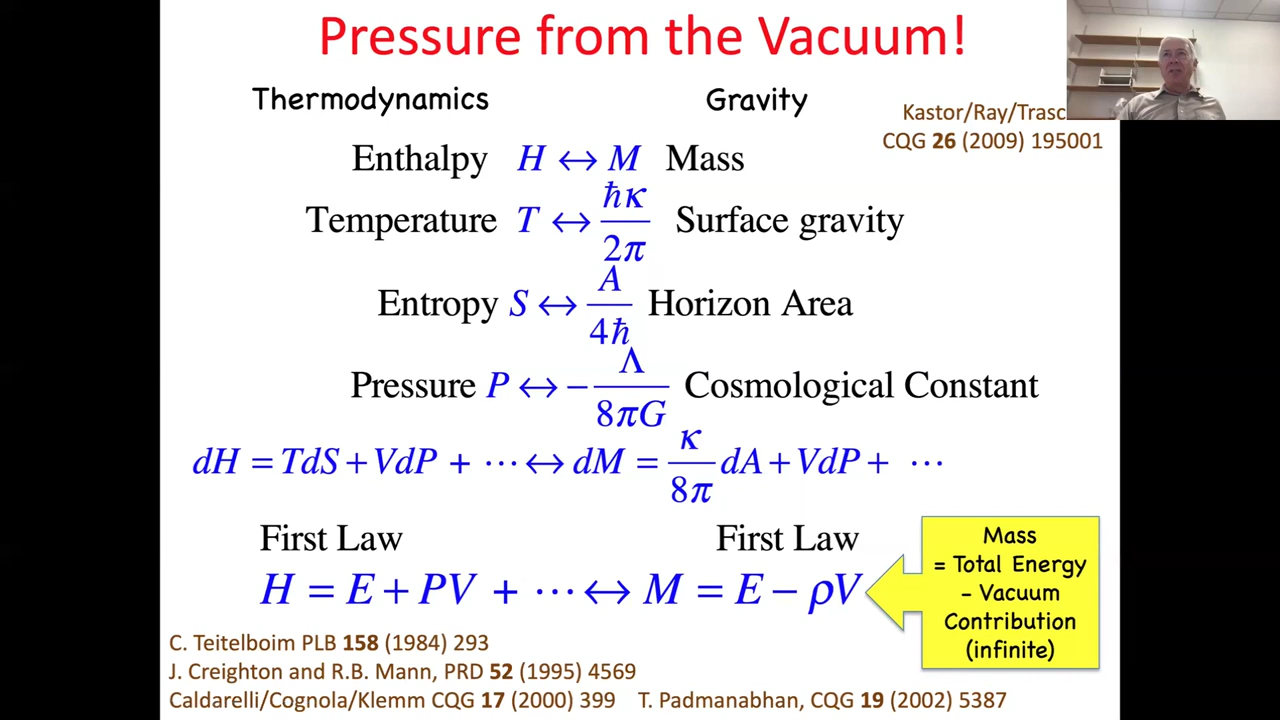 Pressure from the Vacuum!
Thermodynamics Gravity
Kastor/Ray/
CQG 26 (2009) 195001
Enthalpy H ↔ M Mass
Temperature T ↔ ħκ/2π Surface gravity
Entropy S ↔ A/4ħ Horizon Area
Pressure P ↔ −Λ/8πG Cosmological Constant
dH = TdS + VdP + ⋯ ↔ dM = κ/8π dA + VdP + ⋯
First Law First Law
H = E + PV + ⋯ ↔ M = E − ρV
Mass
= Total Energy
– Vacuum
Contribution
(infinite)
C. Teitelboim PLB 158 (1984) 293
J. Creighton and R.B. Mann, PRD 52 (1995) 4569
Caldarelli/Cognola/Klemm CQG 17 (2000) 399 T. Padmanabhan, CQG 19 (2002) 5387